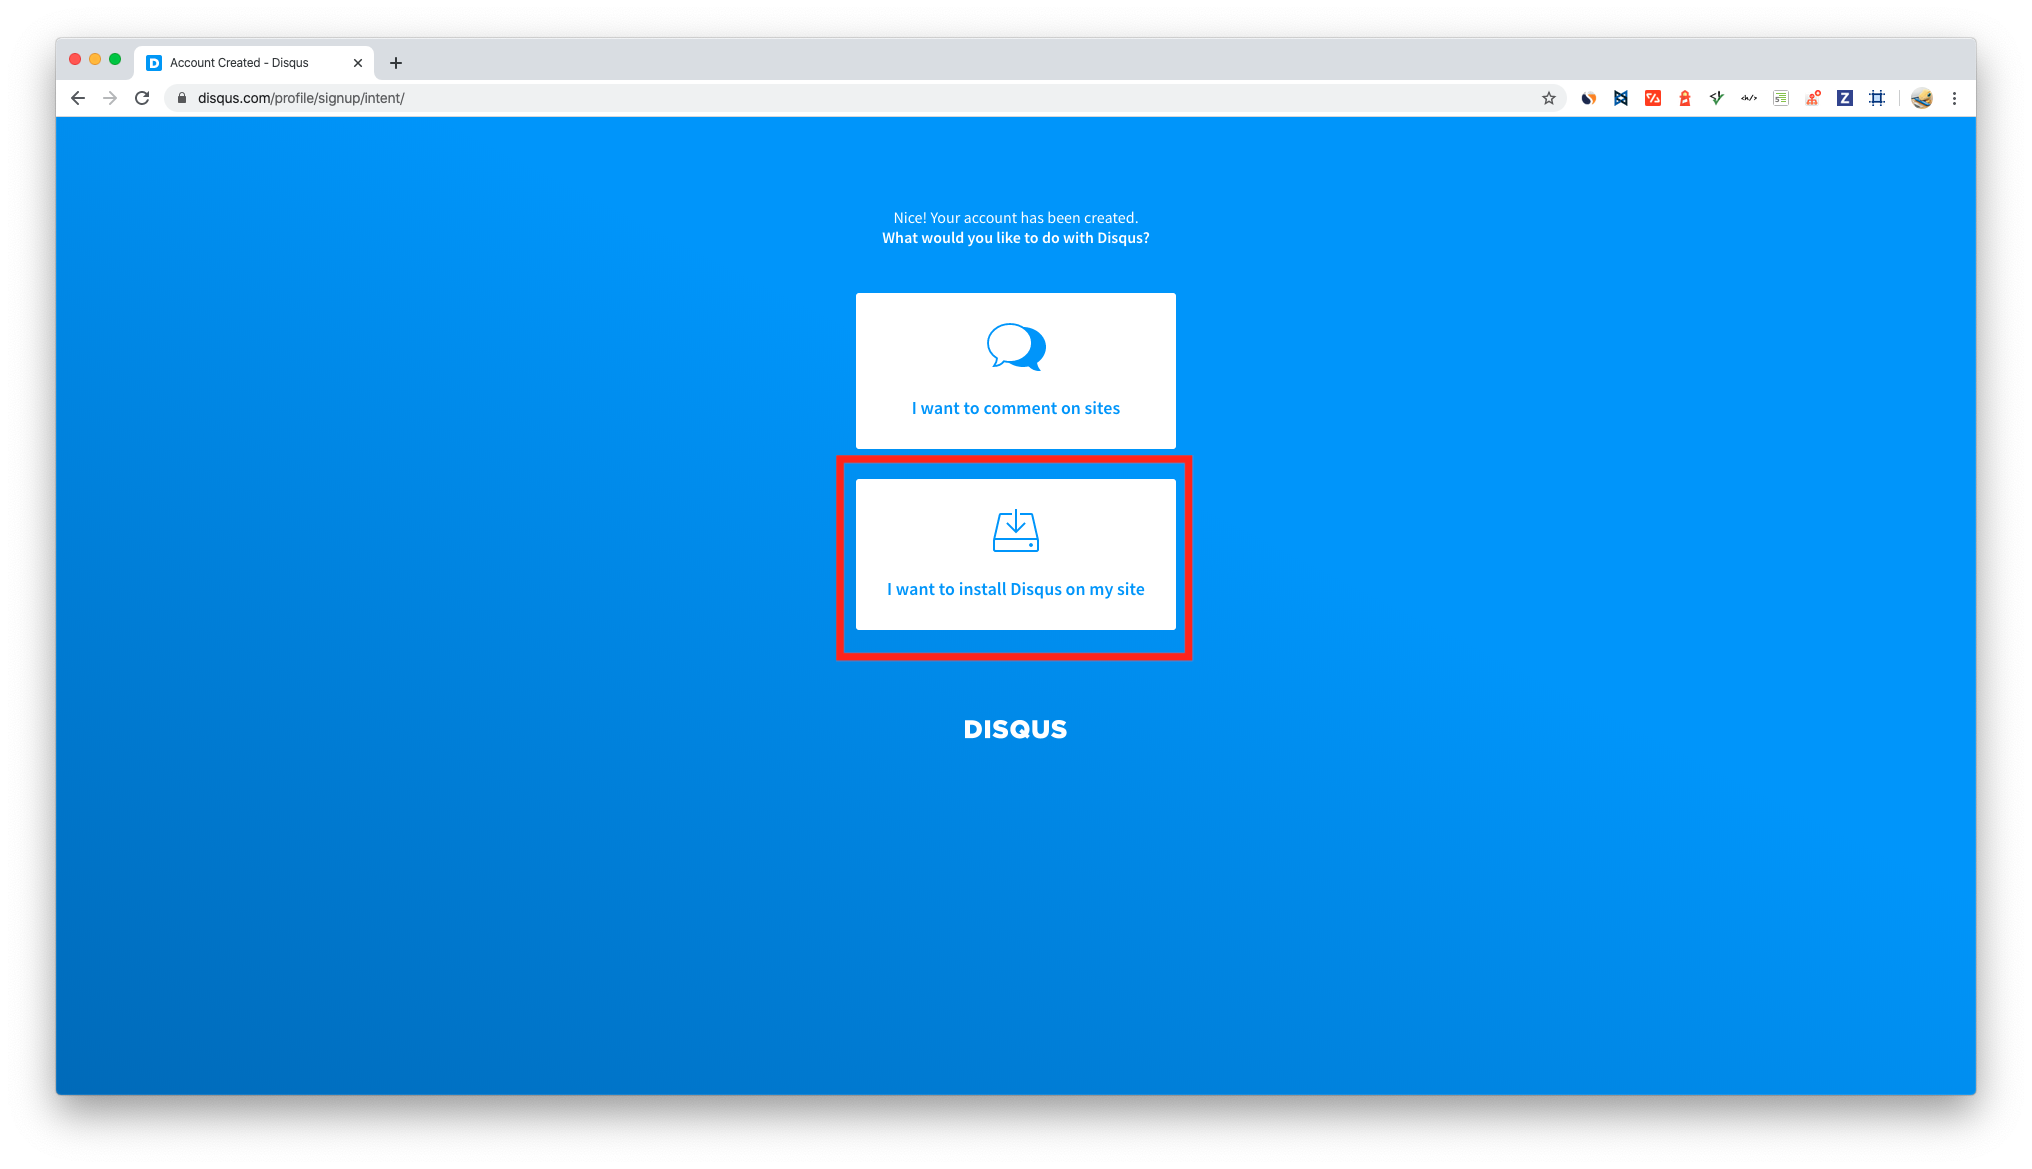 Account Created - Disqus
disqus.com/profile/signup/intent/
Nice! Your account has been created.
What would you like to do with Disqus?
I want to comment on sites
I want to install Disqus on my site
DISQUS